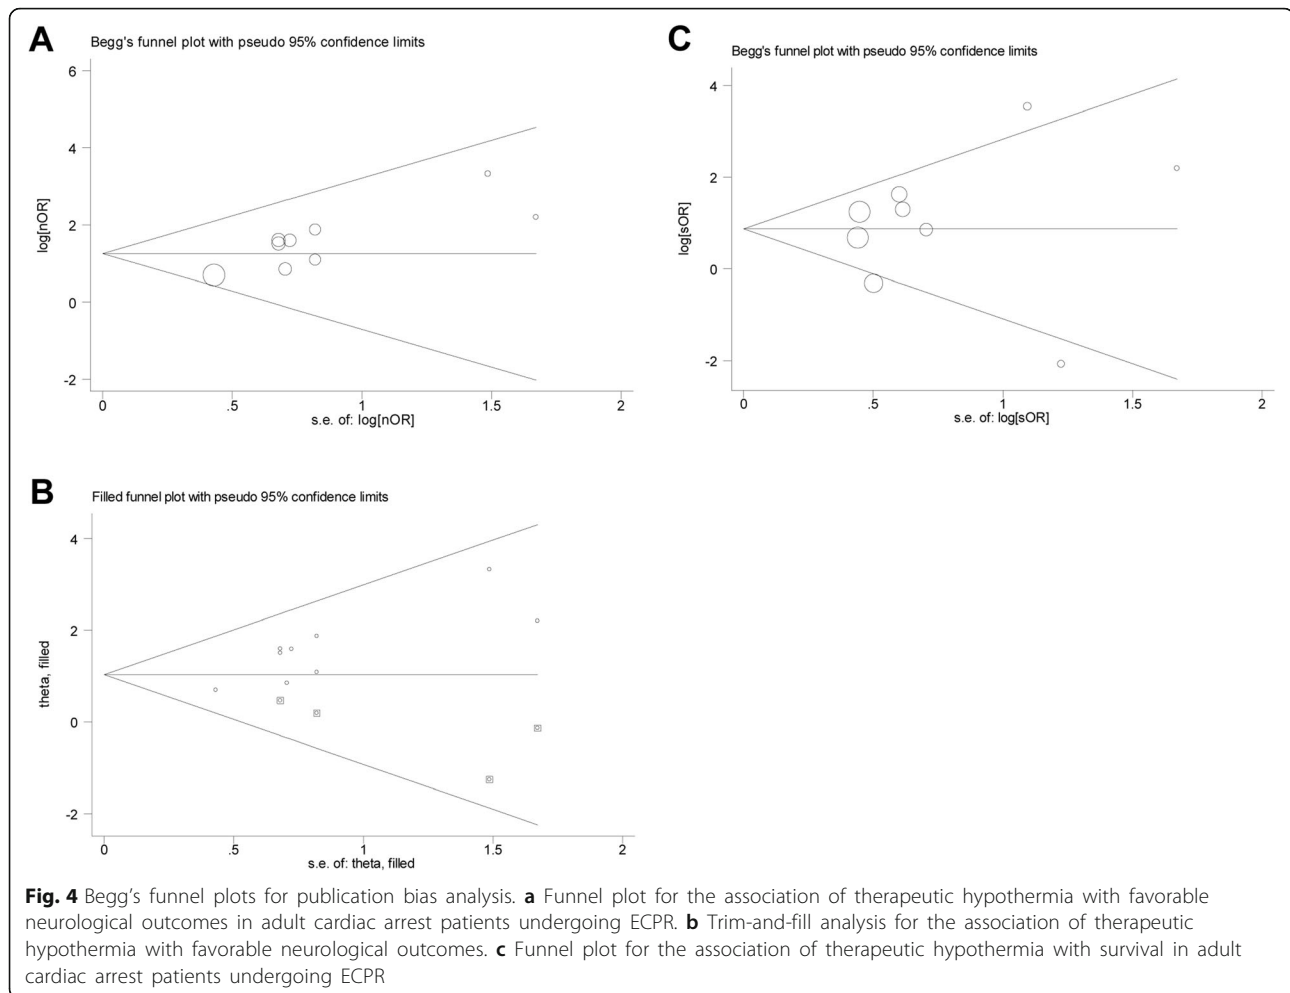 A
Begg's funnel plot with pseudo 95% confidence limits
6
4
2
0
-2
log[nOR]
0 .5 1 1.5 2
s.e. of: log[nOR]
C
Begg's funnel plot with pseudo 95% confidence limits
4
2
0
-2
log[sOR]
0 .5 1 1.5 2
s.e. of: log[sOR]
B
Filled funnel plot with pseudo 95% confidence limits
4
2
0
-2
theta, filled
0 .5 1 1.5 2
s.e. of: theta, filled
Fig. 4 Begg’s funnel plots for publication bias analysis. a Funnel plot for the association of therapeutic hypothermia with favorable
neurological outcomes in adult cardiac arrest patients undergoing ECPR. b Trim-and-fill analysis for the association of therapeutic
hypothermia with favorable neurological outcomes. c Funnel plot for the association of therapeutic hypothermia with survival in adult
cardiac arrest patients undergoing ECPR